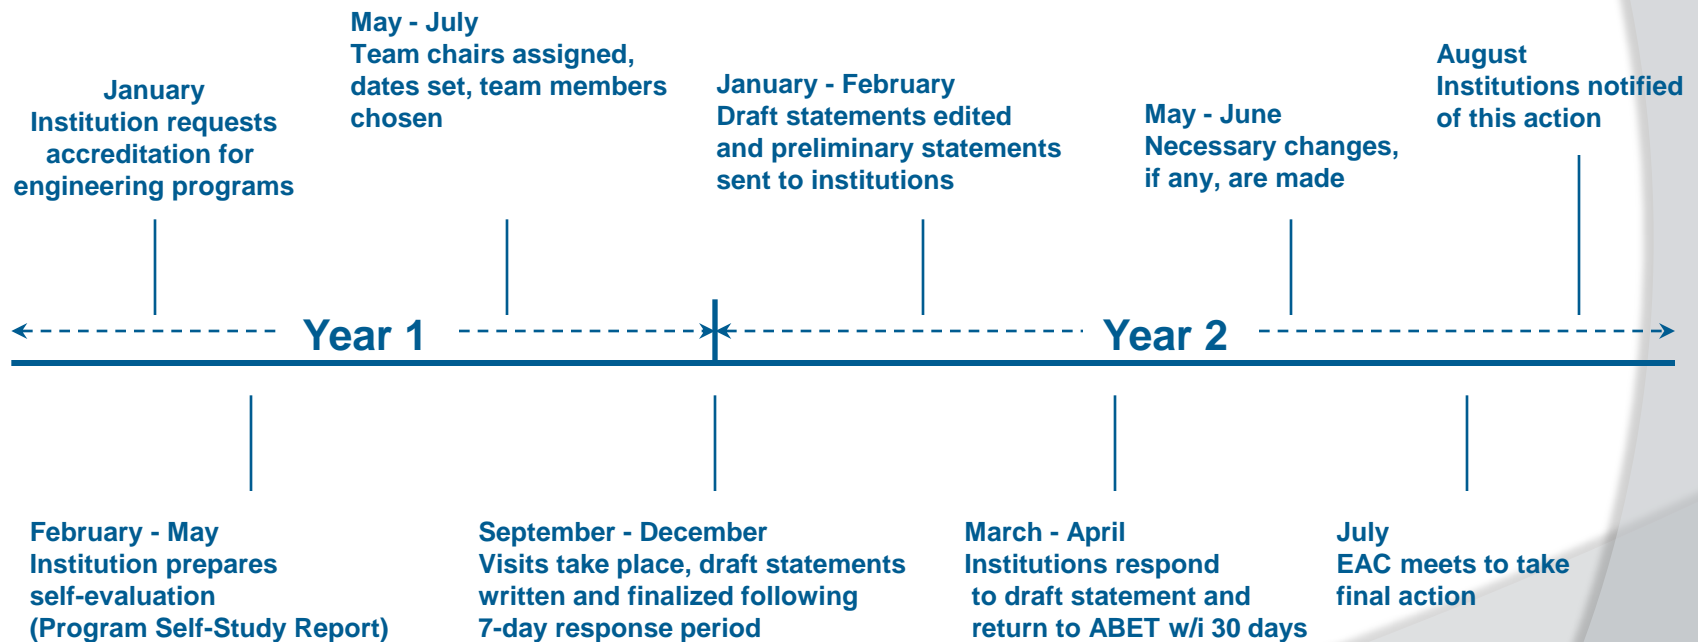 January
Institution requests
accreditation for
engineering programs
May - July
Team chairs assigned,
dates set, team members
chosen
January - February
Draft statements edited
and preliminary statements
sent to institutions
May - June
Necessary changes,
if any, are made
August
Institutions notified
of this action
Year 1
Year 2
February - May
Institution prepares
self-evaluation
(Program Self-Study Report)
September - December
Visits take place, draft statements
written and finalized following
7-day response period
March - April
Institutions respond
to draft statement and
return to ABET w/i 30 days
July
EAC meets to take
final action